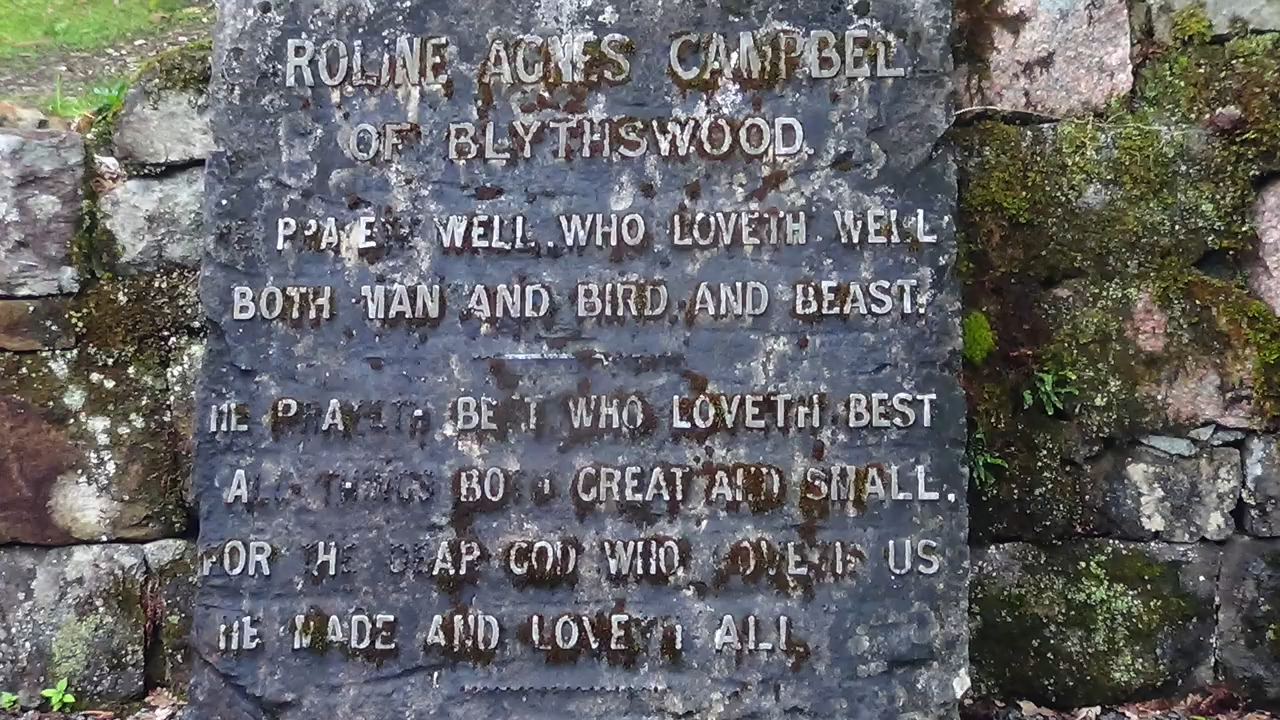 ROLINE AGNES CAMPBELL
OF BLYTHSWOOD.
HE PRAYETH WELL, WHO LOVETH WELL
BOTH MAN AND BIRD AND BEAST.
HE PRAYETH BEST WHO LOVETH BEST
ALL THINGS BOTH GREAT AND SMALL.
FOR THE DEAR GOD WHO LOVETH US
HE MADE AND LOVETH ALL.